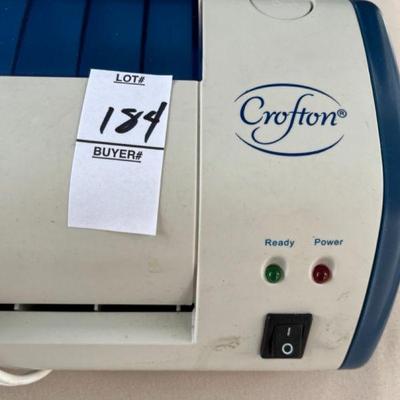 LOT#
184
BUYER#
Crofton®
Ready Power
I
O